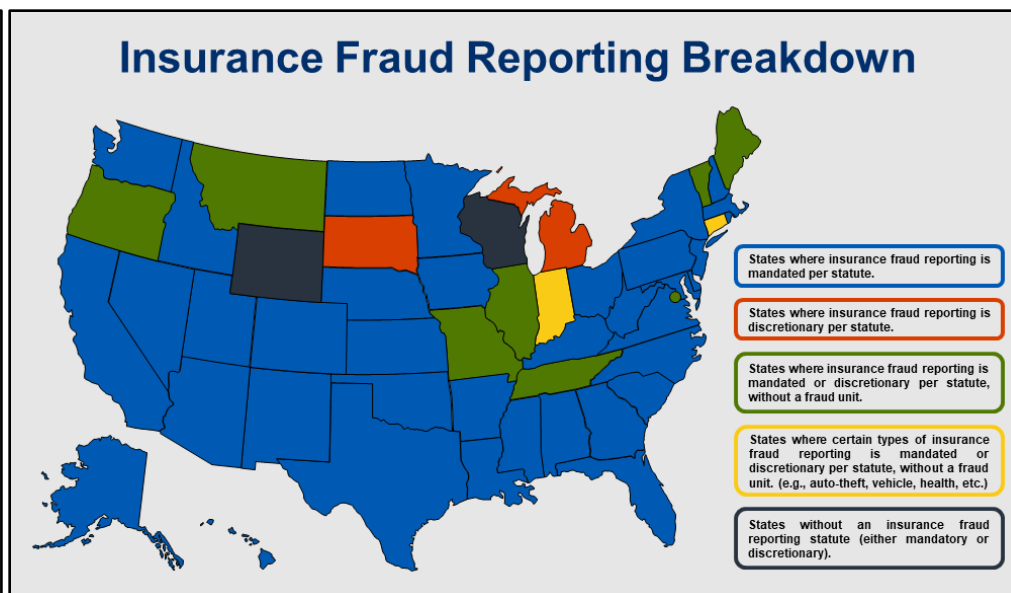 Insurance Fraud Reporting Breakdown
States where insurance fraud reporting is
mandated per statute.
States where insurance fraud reporting is
discretionary per statute.
States where insurance fraud reporting is
mandated or discretionary per statute,
without a fraud unit.
States where certain types of insurance
fraud reporting is mandated or
discretionary per statute, without a fraud
unit. (e.g., auto-theft, vehicle, health, etc.)
States without an insurance fraud
reporting statute (either mandatory or
discretionary).